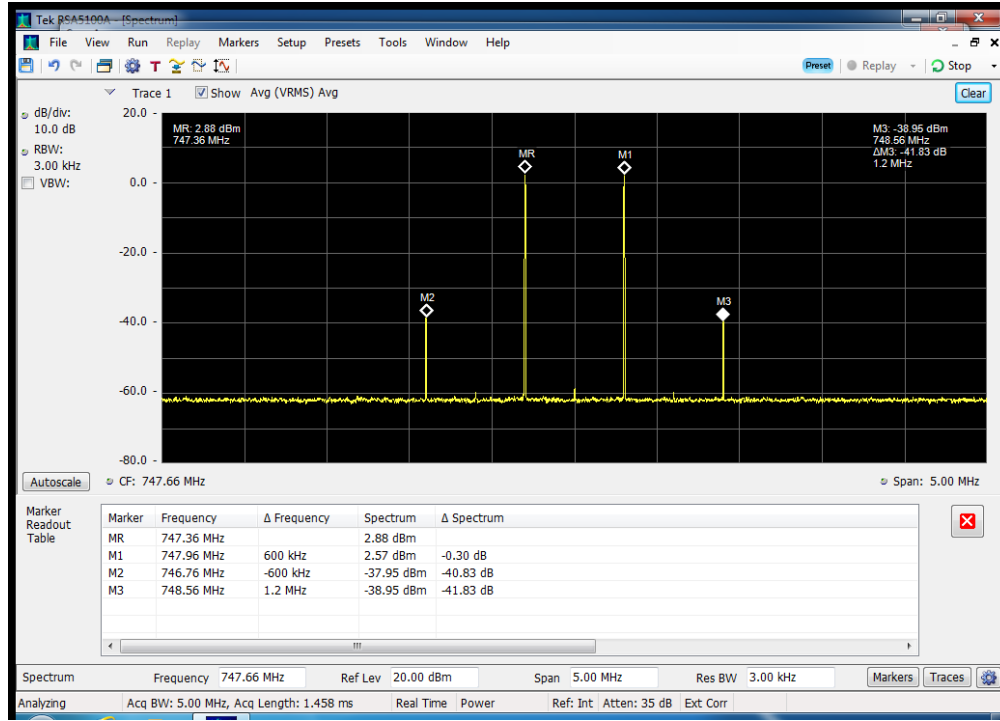 Tek RSA5100A - [Spectrum]
File View Run Replay Markers Setup Presets Tools Window Help
T Preset Replay Stop
Trace 1 Show Avg (VRMS) Avg Clear
dB/div:
10.0 dB
RBW:
3.00 kHz
VBW:
20.0 -
0.0 -
-20.0 -
-40.0 -
-60.0 -
-80.0 -
MR: 2.88 dBm
747.36 MHz
M3: -38.95 dBm
748.56 MHz
ΔM3: -41.83 dB
1.2 MHz
MR
M1
M2
M3
Autoscale CF: 747.66 MHz Span: 5.00 MHz
Marker
Readout
Table
Marker Frequency Δ Frequency Spectrum Δ Spectrum
MR 747.36 MHz 2.88 dBm
M1 747.96 MHz 600 kHz 2.57 dBm -0.30 dB
M2 746.76 MHz -600 kHz -37.95 dBm -40.83 dB
M3 748.56 MHz 1.2 MHz -38.95 dBm -41.83 dB
Spectrum Frequency 747.66 MHz Ref Lev 20.00 dBm Span 5.00 MHz Res BW 3.00 kHz Markers Traces
Analyzing Acq BW: 5.00 MHz, Acq Length: 1.458 ms Real Time Power Ref: Int Atten: 35 dB Ext Corr